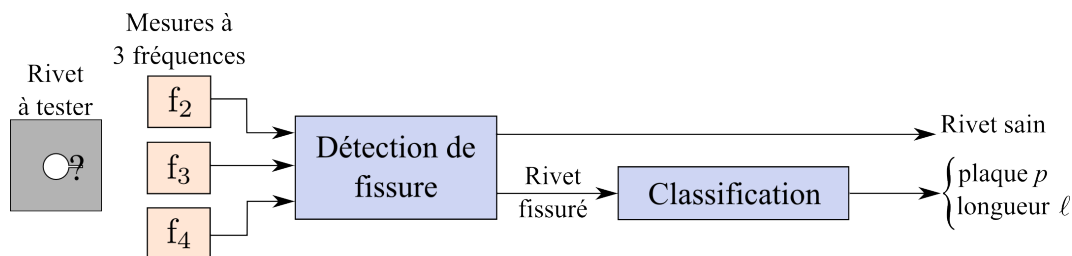 Mesures à
3 fréquences
Rivet
à tester
?
f₂
f₃
f₄
Détection de
fissure
Rivet sain
Rivet
fissuré
Classification
plaque p
longueur ℓ